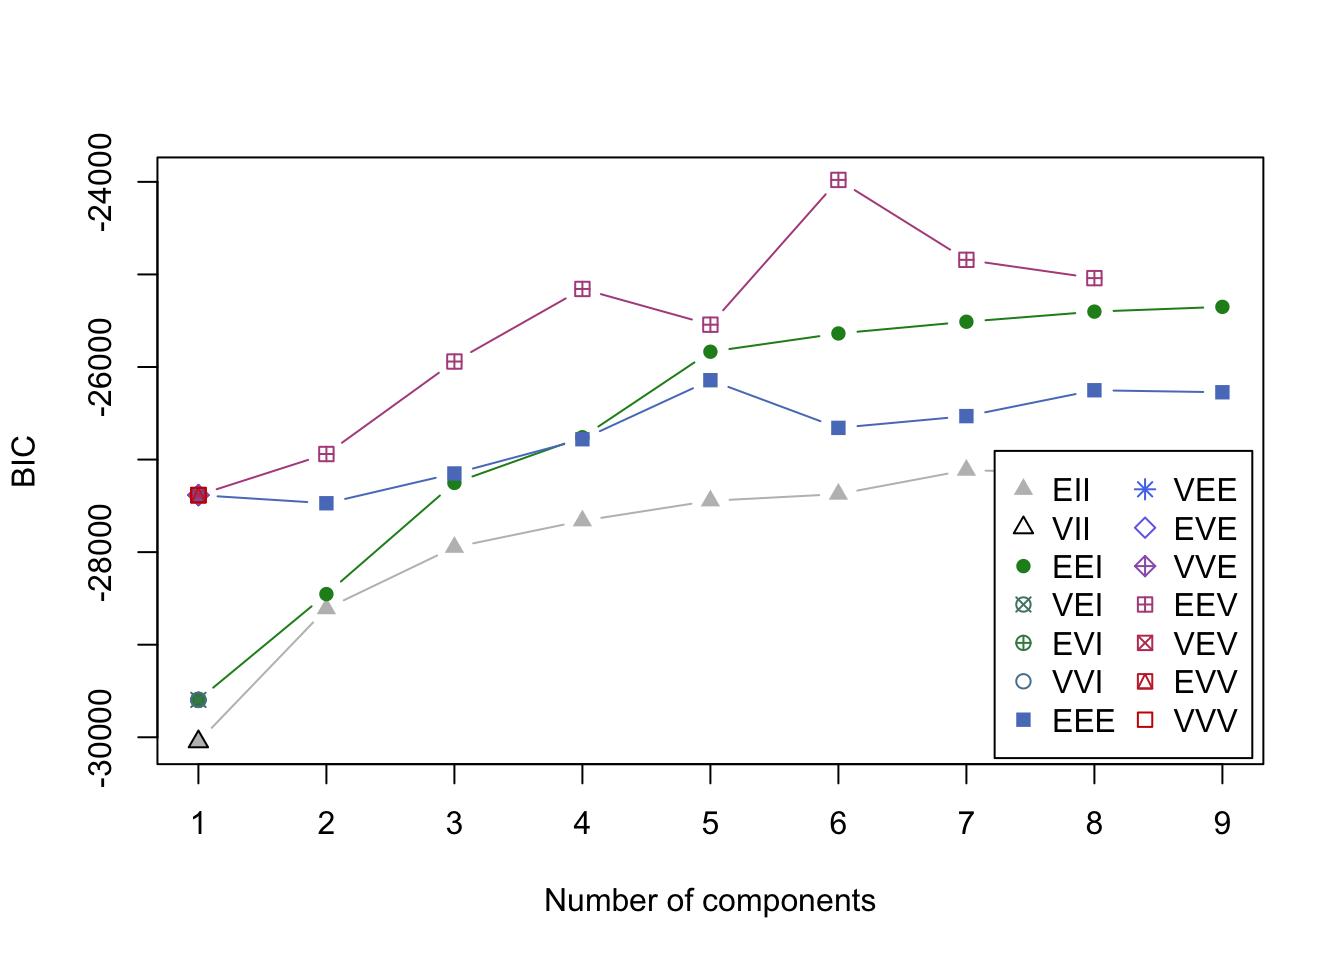 BIC
-24000
-26000
-28000
-30000
1 2 3 4 5 6 7 8 9
Number of components
EII VEE
VII EVE
EEI VVE
VEI EEV
EVI VEV
VVI EVV
EEE VVV